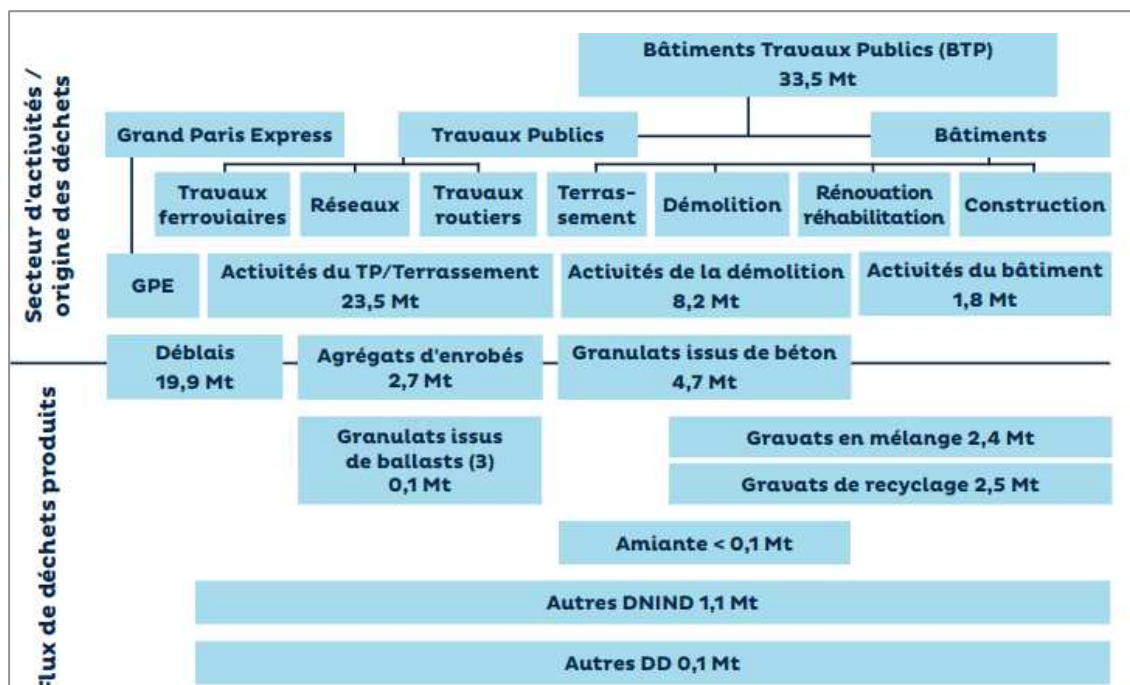 Secteur d'activités /
origine des déchets
Bâtiments Travaux Publics (BTP)
33,5 Mt
Grand Paris Express
Travaux Publics
Bâtiments
Travaux
ferroviaires
Réseaux
Travaux
routiers
Terras-
sement
Démolition
Rénovation
réhabilitation
Construction
GPE
Activités du TP/Terrassement
23,5 Mt
Activités de la démolition
8,2 Mt
Activités du bâtiment
1,8 Mt
Flux de déchets produits
Déblais
19,9 Mt
Agrégats d'enrobés
2,7 Mt
Granulats issus de béton
4,7 Mt
Granulats issus
de ballasts (3)
0,1 Mt
Gravats en mélange 2,4 Mt
Gravats de recyclage 2,5 Mt
Amiante < 0,1 Mt
Autres DNIND 1,1 Mt
Autres DD 0,1 Mt